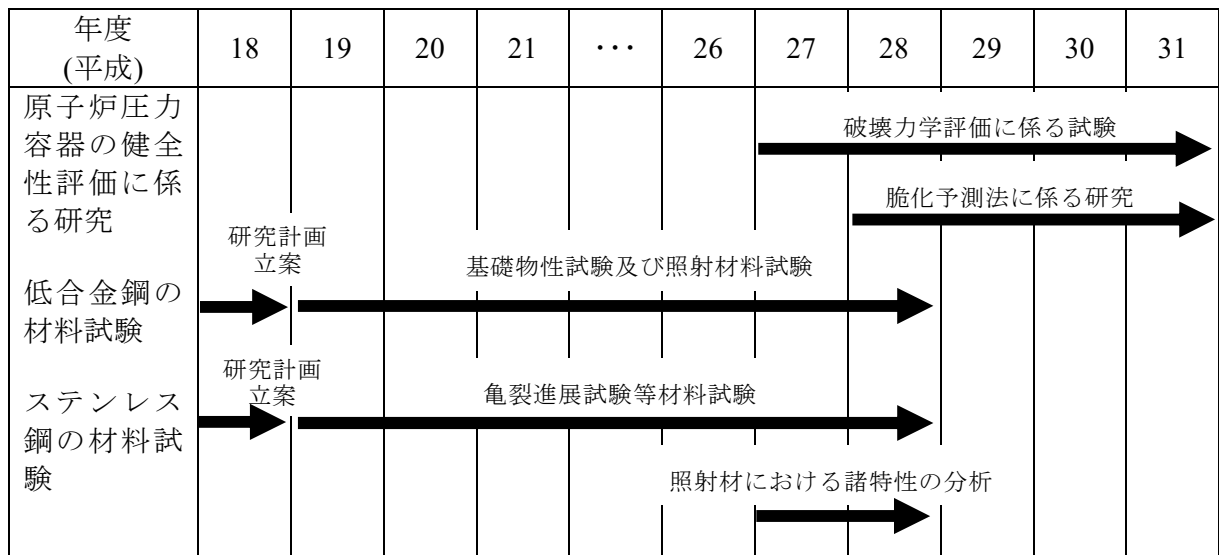 年度
(平成)
18 19 20 21 ··· 26 27 28 29 30 31
原子炉圧力
容器の健全
性評価に係
る研究
破壊力学評価に係る試験
脆化予測法に係る研究
低合金鋼の
材料試験
研究計画
立案
基礎物性試験及び照射材料試験
ステンレス
鋼の材料試
験
研究計画
立案
亀裂進展試験等材料試験
照射材における諸特性の分析